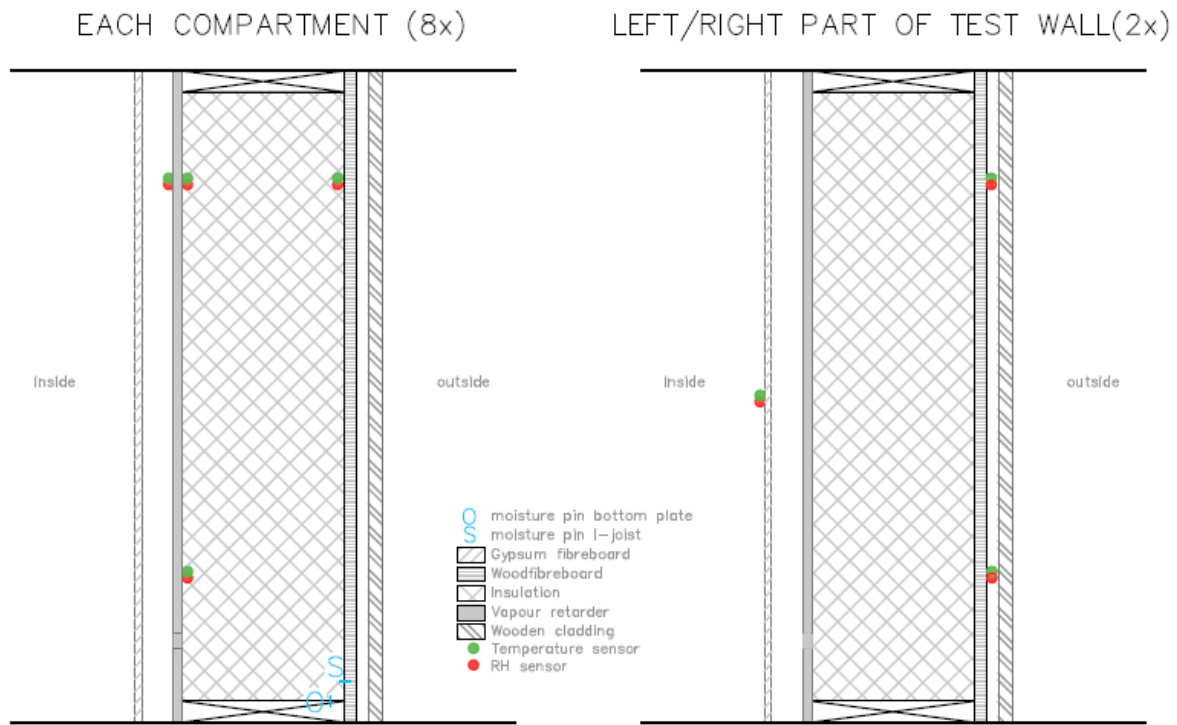 EACH COMPARTMENT (8x)
LEFT/RIGHT PART OF TEST WALL(2x)
inside
outside
inside
outside
O moisture pin bottom plate
S moisture pin I-joist
Gypsum fibreboard
Woodfibreboard
Insulation
Vapour retarder
Wooden cladding
Temperature sensor
RH sensor
S
O